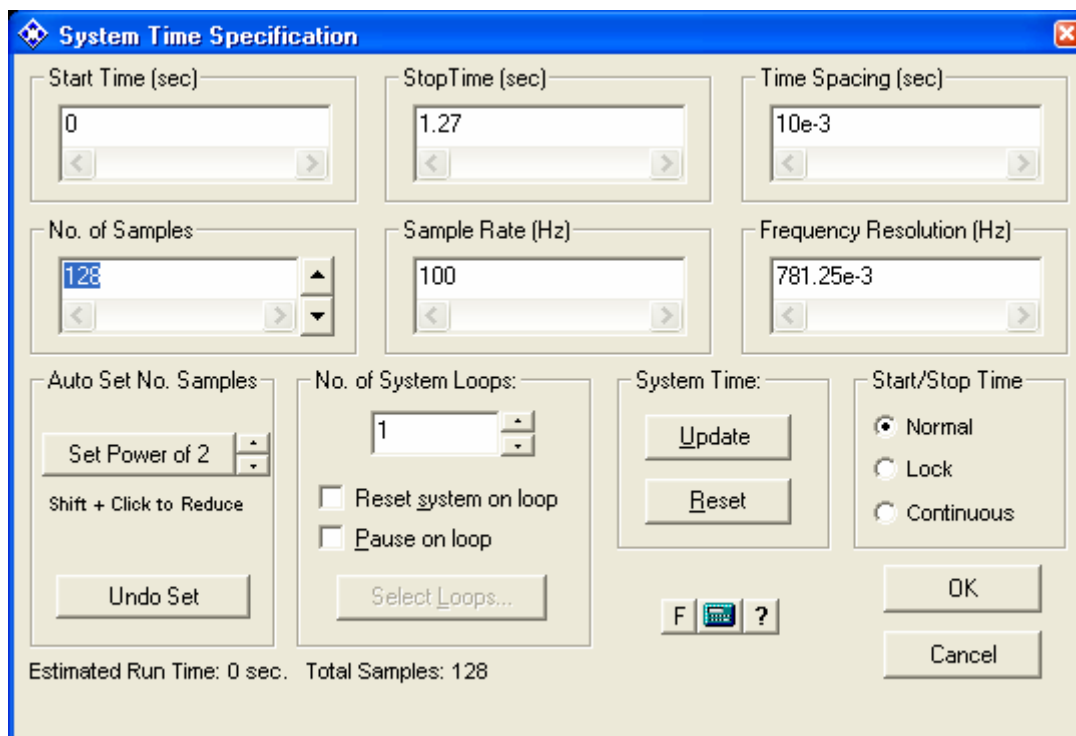 System Time Specification
Start Time (sec)
StopTime (sec)
Time Spacing (sec)
0
1.27
10e-3
No. of Samples
Sample Rate (Hz)
Frequency Resolution (Hz)
128
100
781.25e-3
Auto Set No. Samples
No. of System Loops:
System Time:
Start/Stop Time
Set Power of 2
Shift + Click to Reduce
Undo Set
1
Reset system on loop
Pause on loop
Select Loops...
Update
Reset
Normal
Lock
Continuous
F
?
OK
Cancel
Estimated Run Time: 0 sec. Total Samples: 128